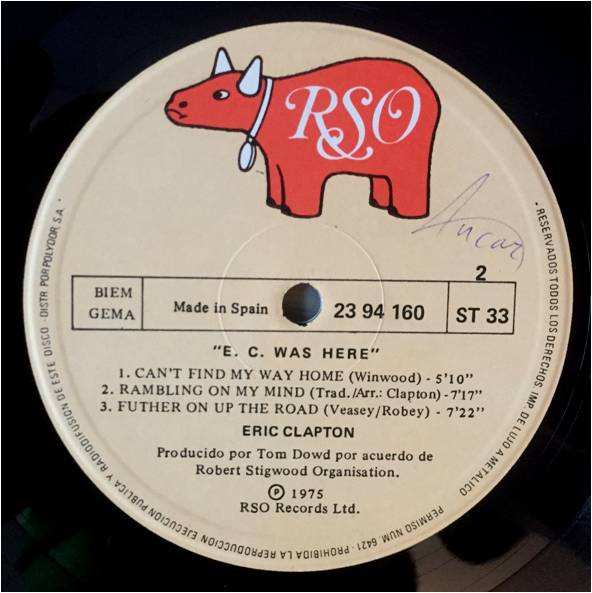 RSO
Aucar
2
BIEM
GEMA
Made in Spain
23 94 160
ST 33
"E. C. WAS HERE"
1. CAN'T FIND MY WAY HOME (Winwood) - 5'10"
2. RAMBLING ON MY MIND (Trad./Arr.: Clapton) - 7'17"
3. FUTHER ON UP THE ROAD (Veasey/Robey) - 7'22"
ERIC CLAPTON
Producido por Tom Dowd por acuerdo de
Robert Stigwood Organisation.
Ⓟ 1975
RSO Records Ltd.
· RESERVADOS TODOS LOS DERECHOS. IMP. DE LUJO A METALICO
PERMISO NUM. 6421 · PROHIBIDA LA REPRODUCCION EJECUCION PUBLICA Y RADIODIFUSION DE ESTE DISCO · DISTR POR POLYDOR S.A. ·